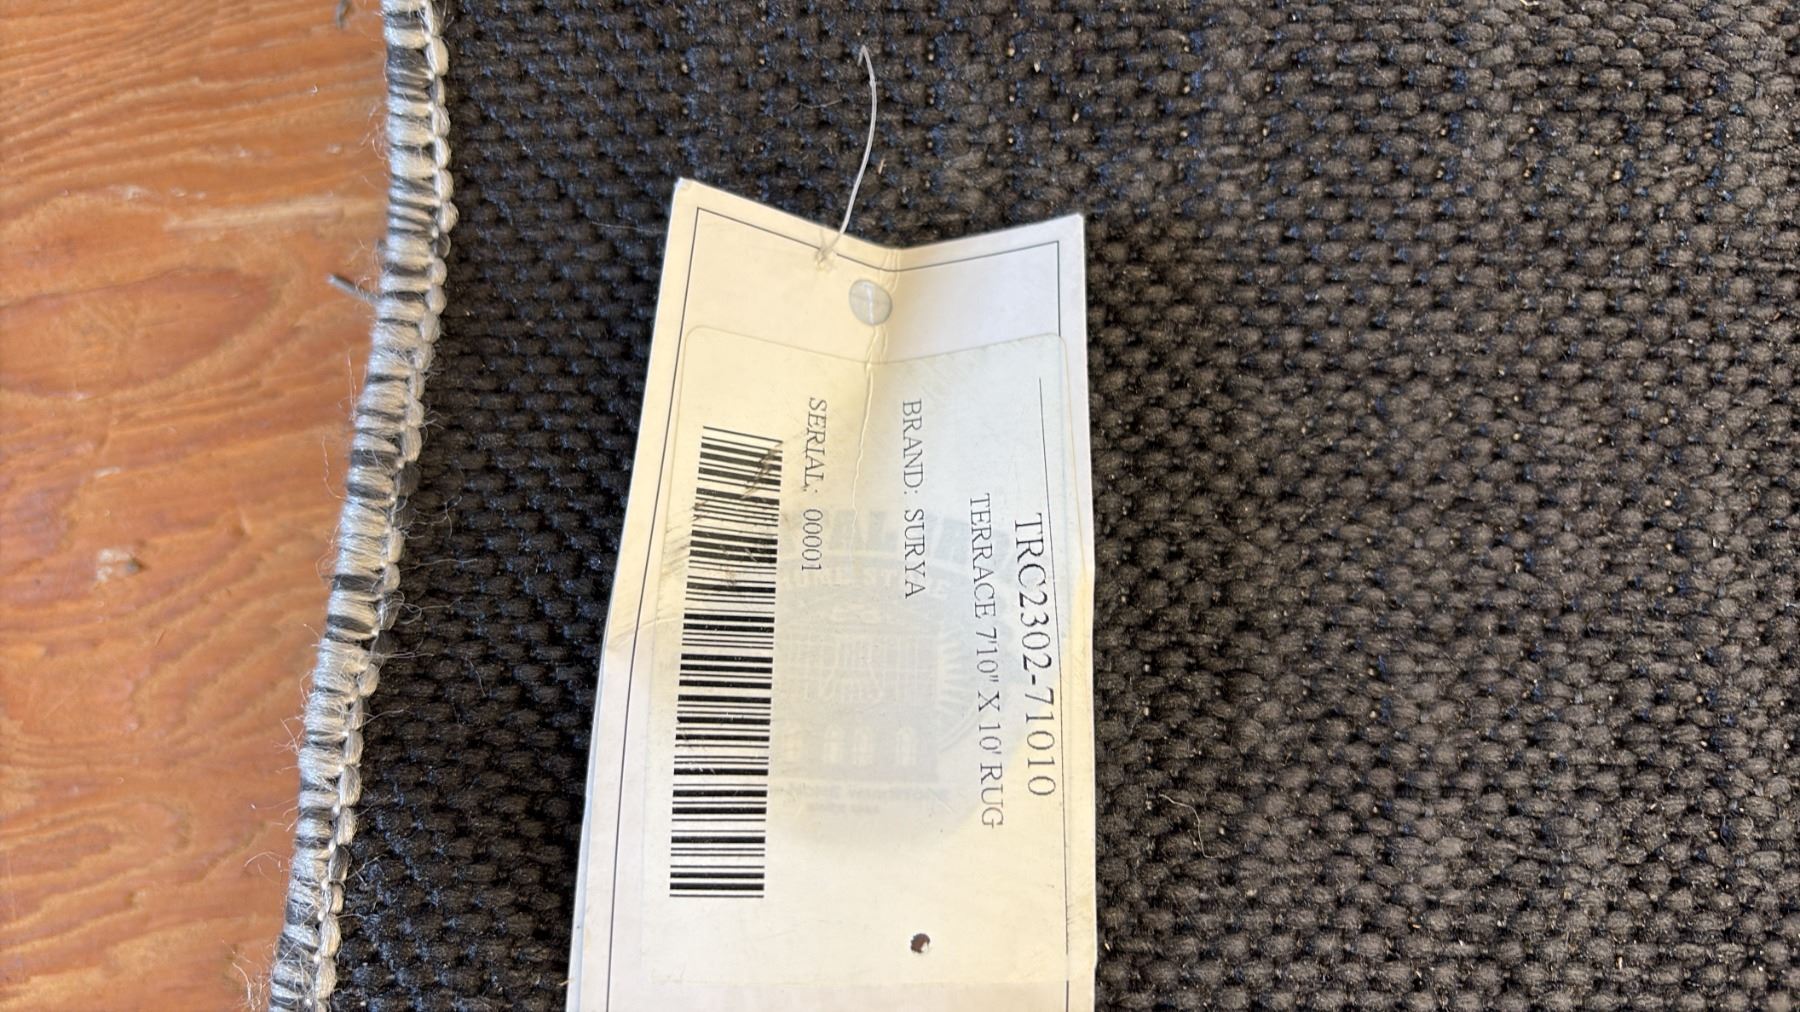 TRC2302-71010
TERRACE 7'10" X 10' RUG
BRAND: SURYA
SERIAL: 00001